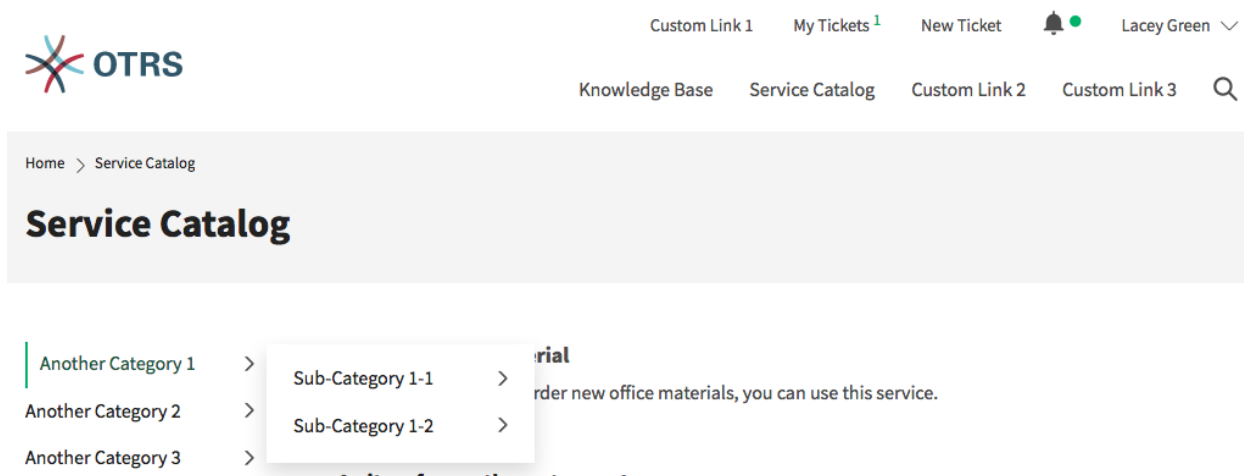 OTRS
Custom Link 1 My Tickets 1 New Ticket Lacey Green
Knowledge Base Service Catalog Custom Link 2 Custom Link 3
Home > Service Catalog
Service Catalog
Another Category 1 >
Another Category 2 >
Another Category 3 >
Sub-Category 1-1 >
Sub-Category 1-2 >
new office materials, you can use this service.